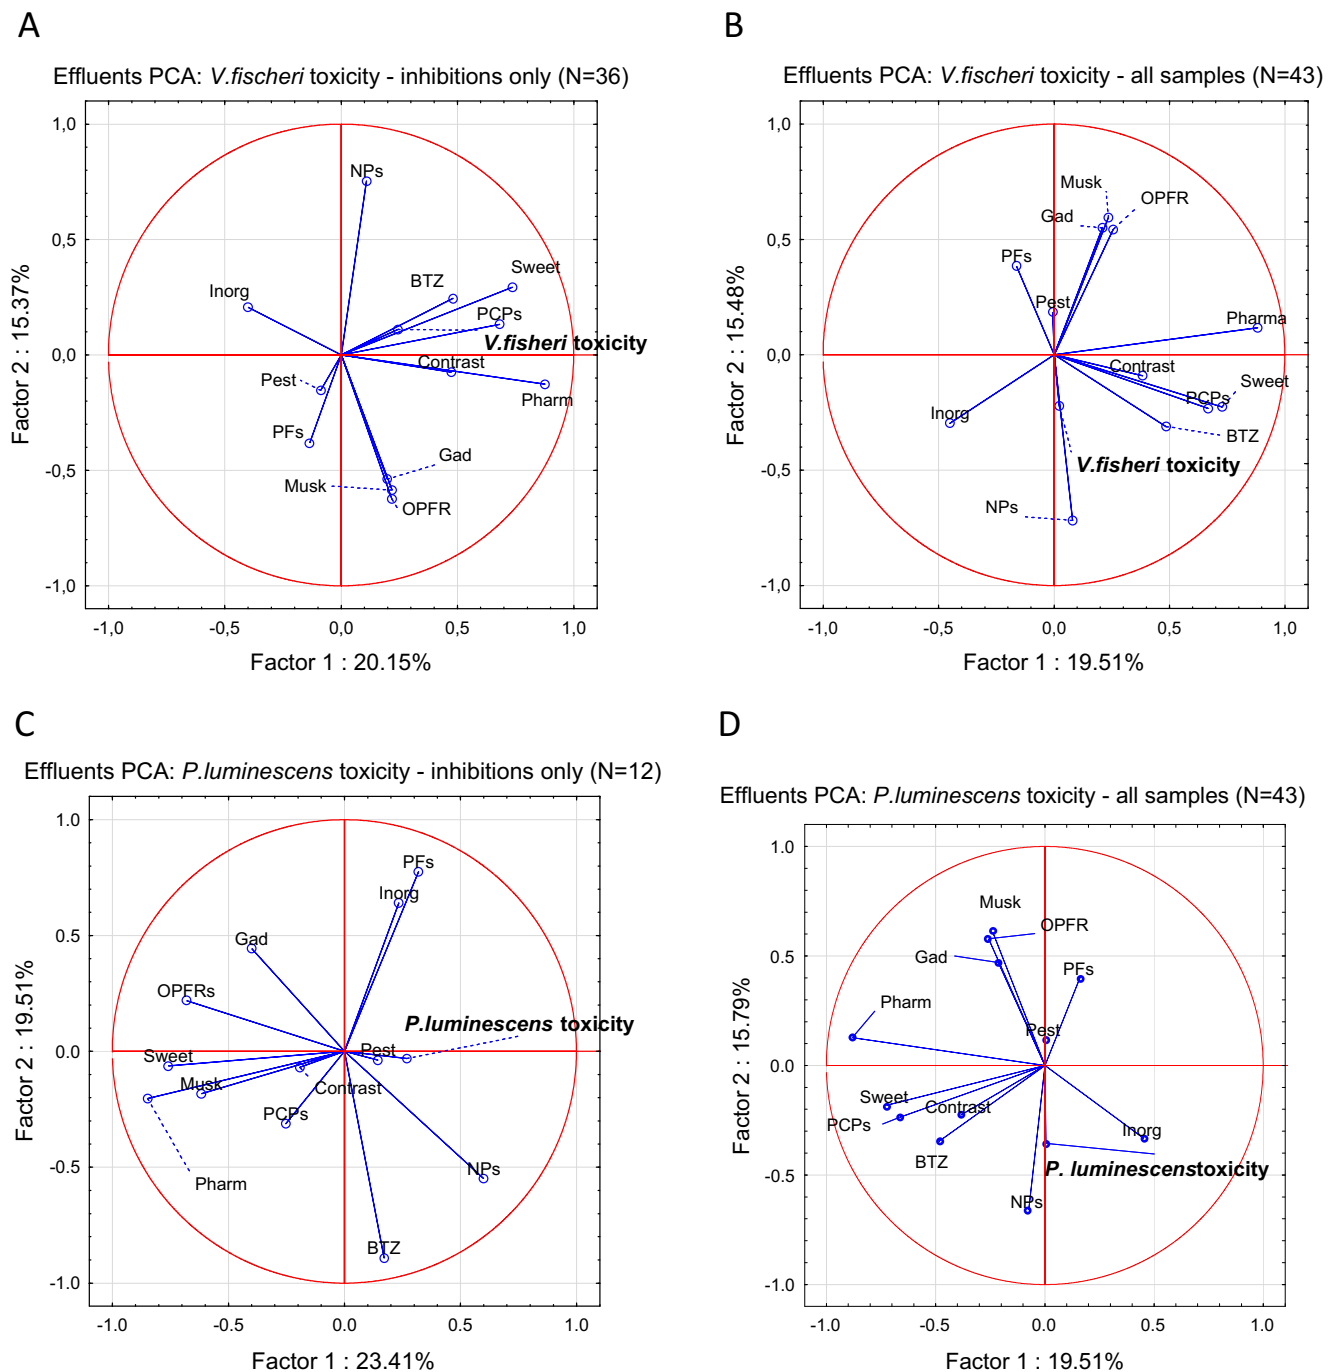 A
Effluents PCA: V.fischeri toxicity - inhibitions only (N=36)
1,0
0,5
0,0
-0,5
-1,0
Factor 2 : 15.37%
NPs
Inorg
BTZ
Sweet
PCPs
V.fisheri toxicity
Contrast
Pharm
Pest
PFs
Gad
Musk
OPFR
-1,0
-0,5
0,0
0,5
1,0
Factor 1 : 20.15%
B
Effluents PCA: V.fischeri toxicity - all samples (N=43)
1,0
0,5
0,0
-0,5
-1,0
Factor 2 : 15.48%
Musk
OPFR
Gad
PFs
Pest
Pharma
Contrast
Sweet
PCPs
Inorg
BTZ
V.fisheri toxicity
NPs
-1,0
-0,5
0,0
0,5
1,0
Factor 1 : 19.51%
C
Effluents PCA: P.luminescens toxicity - inhibitions only (N=12)
1.0
0.5
0.0
-0.5
-1.0
Factor 2 : 19.51%
PFs
Inorg
Gad
OPFRs
P.luminescens toxicity
Pest
Sweet
Musk
Contrast
PCPs
Pharm
NPs
BTZ
-1.0
-0.5
0.0
0.5
1.0
Factor 1 : 23.41%
D
Effluents PCA: P.luminescens toxicity - all samples (N=43)
1.0
0.5
0.0
-0.5
-1.0
Factor 2 : 15.79%
Musk
OPFR
Gad
PFs
Pharm
Pest
Sweet
Contrast
PCPs
Inorg
BTZ
P. luminescenstoxicity
NPs
-1.0
-0.5
0.0
0.5
1.0
Factor 1 : 19.51%